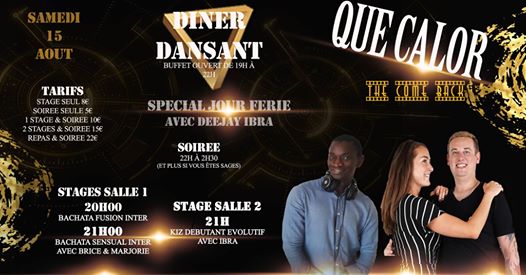 SAMEDI
15
AOUT
TARIFS
STAGE SEUL 8€
SOIREE SEULE 5€
1 STAGE & SOIREE 10€
2 STAGES & SOIREE 15€
REPAS & SOIREE 22€
DINER
DANSANT
BUFFET OUVERT DE 19H À
22H
SPECIAL JOUR FERIE
AVEC DEEJAY IBRA
SOIREE
22H À 2H30
(ET PLUS SI VOUS ÊTES SAGES)
QUE CALOR
THE COME BACK
STAGES SALLE 1
20H00
BACHATA FUSION INTER
21H00
BACHATA SENSUAL INTER
AVEC BRICE & MARJORIE
STAGE SALLE 2
21H
KIZ DEBUTANT EVOLUTIF
AVEC IBRA